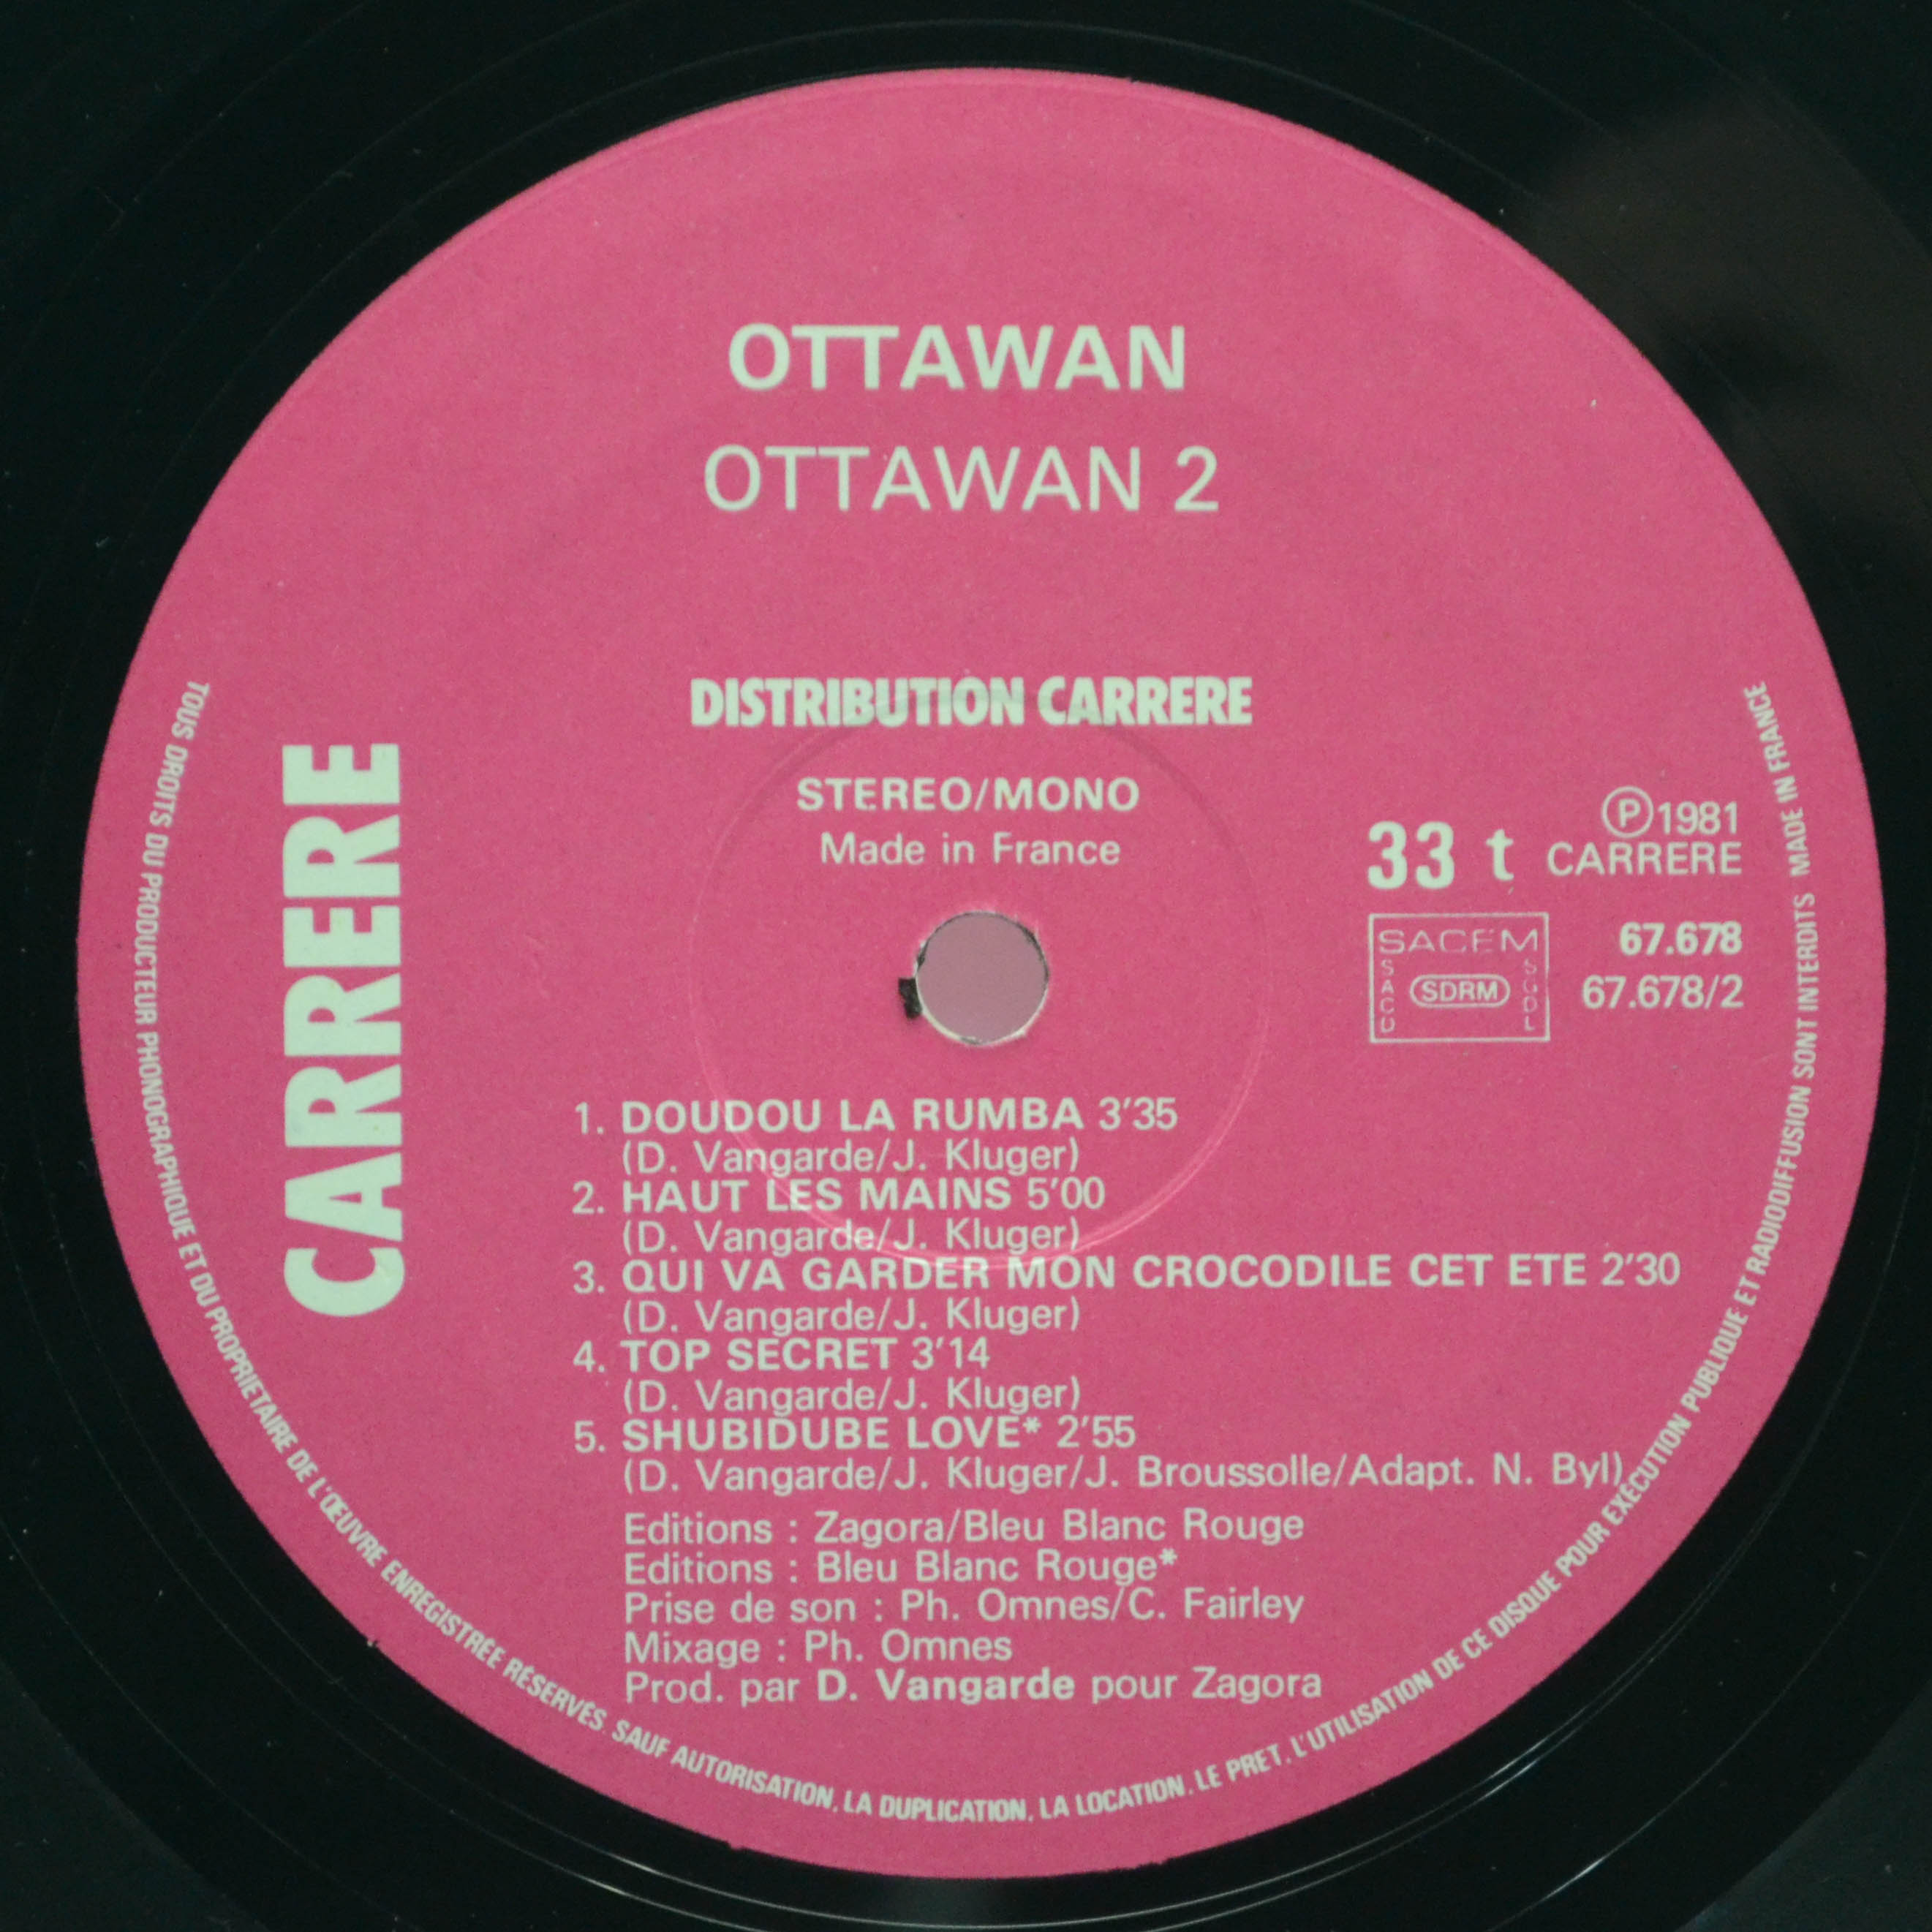 OTTAWAN
OTTAWAN 2
DISTRIBUTION CARRERE
STEREO/MONO
Made in France
CARRERE
33 t
Ⓟ1981
CARRERE
SACEM
SACD
SDRM
SGDL
67.678
67.678/2
1. DOUDOU LA RUMBA 3'35
(D. Vangarde/J. Kluger)
2. HAUT LES MAINS 5'00
(D. Vangarde/J. Kluger)
3. QUI VA GARDER MON CROCODILE CET ETE 2'30
(D. Vangarde/J. Kluger)
4. TOP SECRET 3'14
(D. Vangarde/J. Kluger)
5. SHUBIDUBE LOVE* 2'55
(D. Vangarde/J. Kluger/J. Broussolle/Adapt. N. Byl)
Editions : Zagora/Bleu Blanc Rouge
Editions : Bleu Blanc Rouge*
Prise de son : Ph. Omnes/C. Fairley
Mixage : Ph. Omnes
Prod. par D. Vangarde pour Zagora
TOUS DROITS DU PRODUCTEUR PHONOGRAPHIQUE ET DU PROPRIETAIRE DE L'ŒUVRE ENREGISTRÉE RÉSERVÉS. SAUF AUTORISATION, LA DUPLICATION, LA LOCATION, LE PRET, L'UTILISATION DE CE DISQUE POUR EXÉCUTION PUBLIQUE ET RADIODIFFUSION SONT INTERDITS MADE IN FRANCE